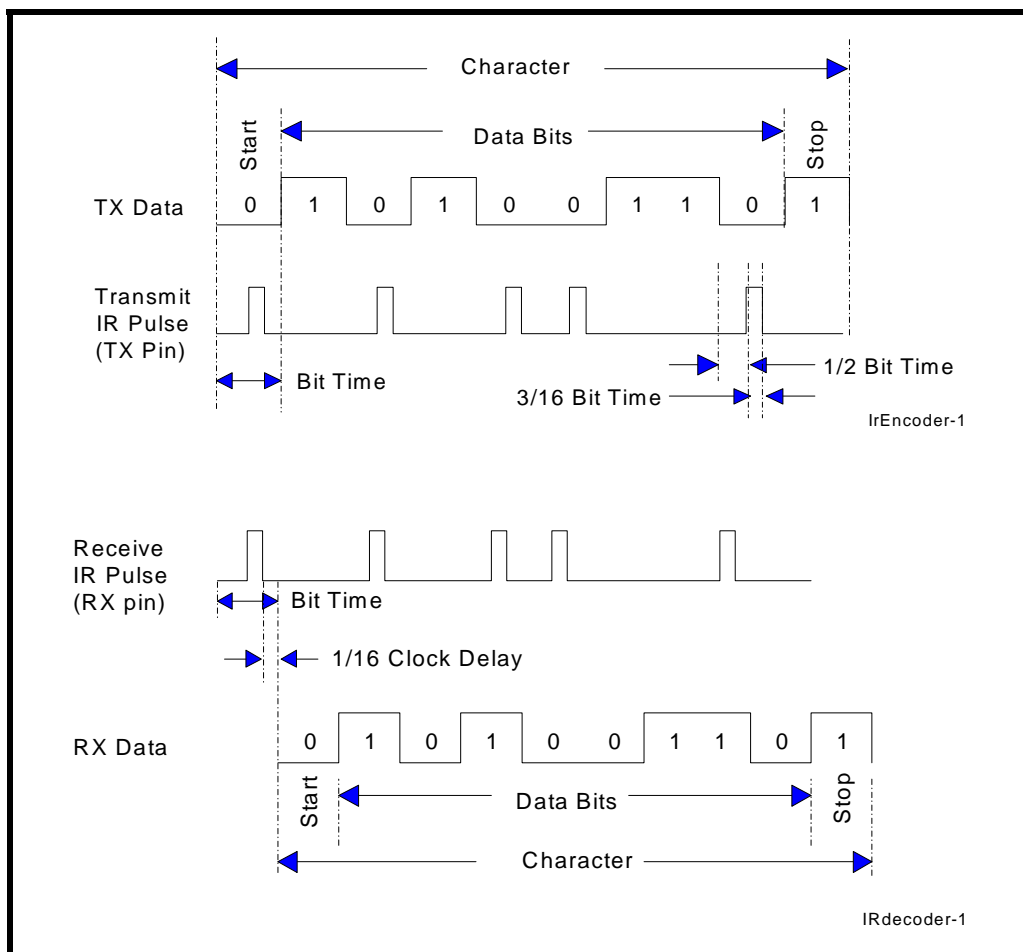 Character
Start
Data Bits
Stop
TX Data 0 1 0 1 0 0 1 1 0 1
Transmit
IR Pulse
(TX Pin)
Bit Time
1/2 Bit Time
3/16 Bit Time
IrEncoder-1
Receive
IR Pulse
(RX pin)
Bit Time
1/16 Clock Delay
RX Data 0 1 0 1 0 0 1 1 0 1
Start
Data Bits
Stop
Character
IRdecoder-1